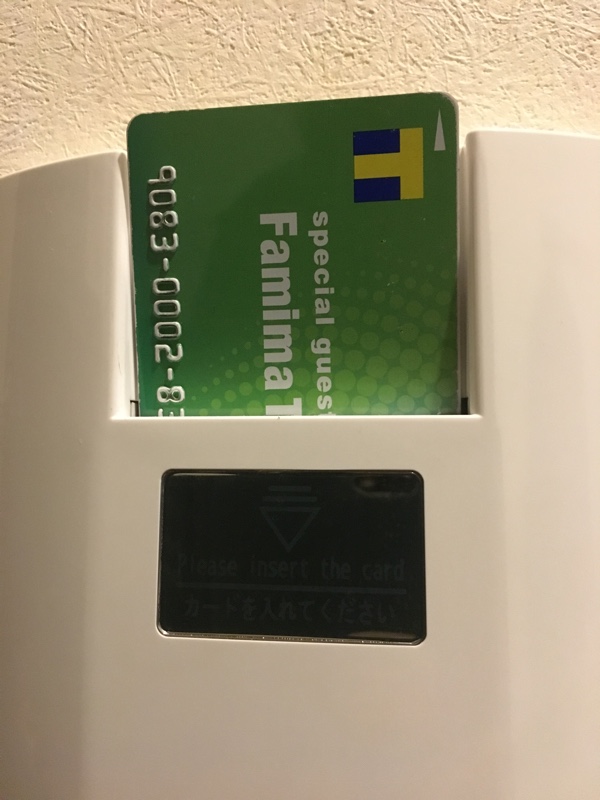 T
special guest
Famima T
9083-0002-83
Please insert the card
カードを入れてください